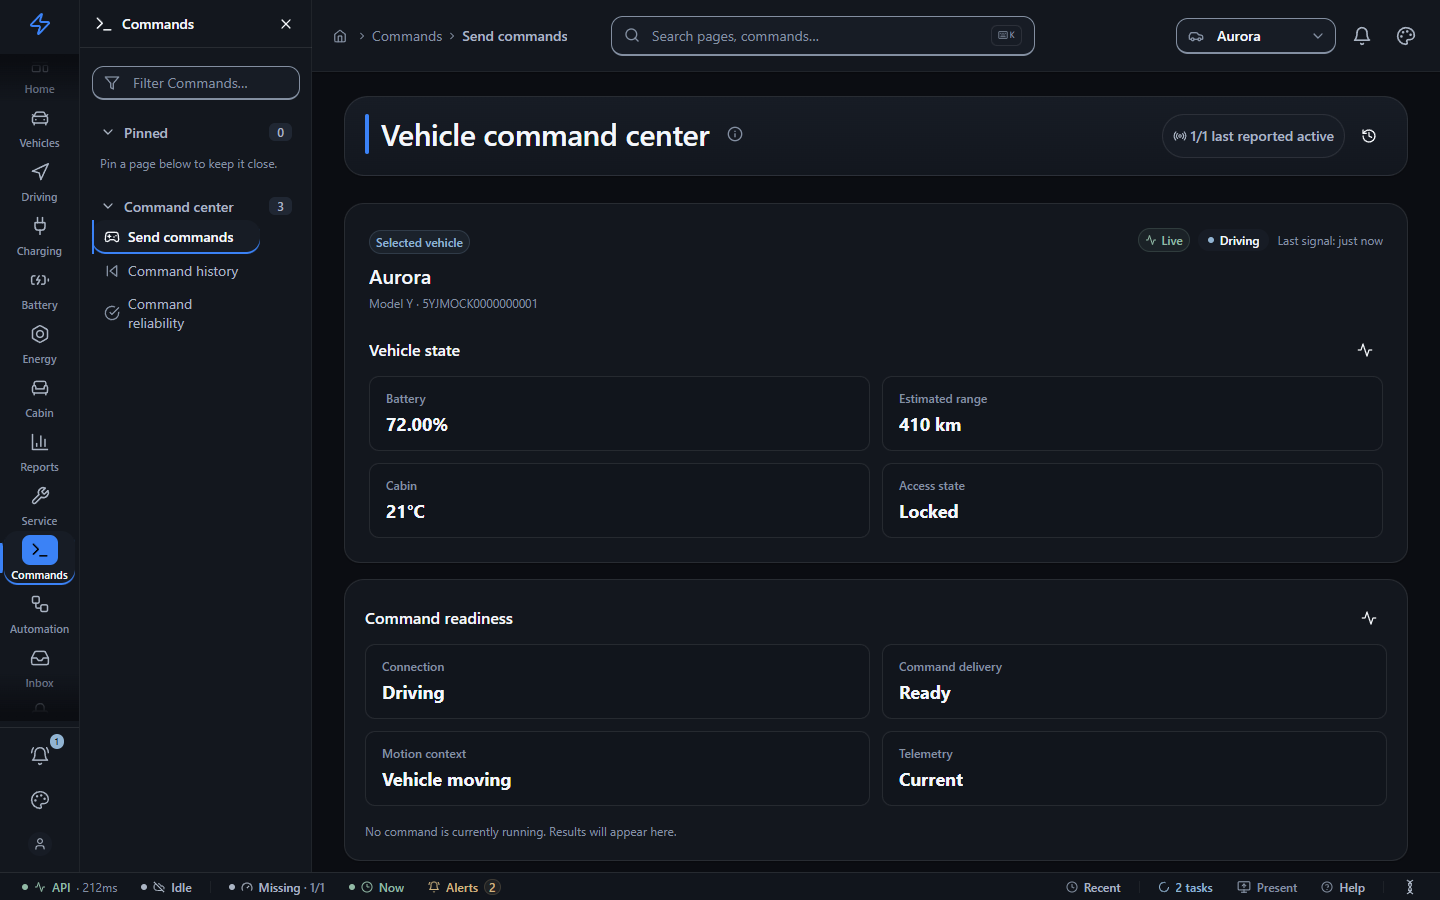 Commands
Home
Vehicles
Driving
Charging
Battery
Energy
Cabin
Reports
Service
Commands
Automation
Inbox
1
Filter Commands...
Pinned 0
Pin a page below to keep it close.
Command center 3
Send commands
Command history
Command
reliability
Commands > Send commands
Search pages, commands...
K
Aurora
Vehicle command center
1/1 last reported active
Selected vehicle
Live
Driving
Last signal: just now
Aurora
Model Y · 5YJMOCK0000000001
Vehicle state
Battery
72.00%
Estimated range
410 km
Cabin
21°C
Access state
Locked
Command readiness
Connection
Driving
Command delivery
Ready
Motion context
Vehicle moving
Telemetry
Current
No command is currently running. Results will appear here.
API · 212ms
Idle
Missing · 1/1
Now
Alerts 2
Recent
2 tasks
Present
Help